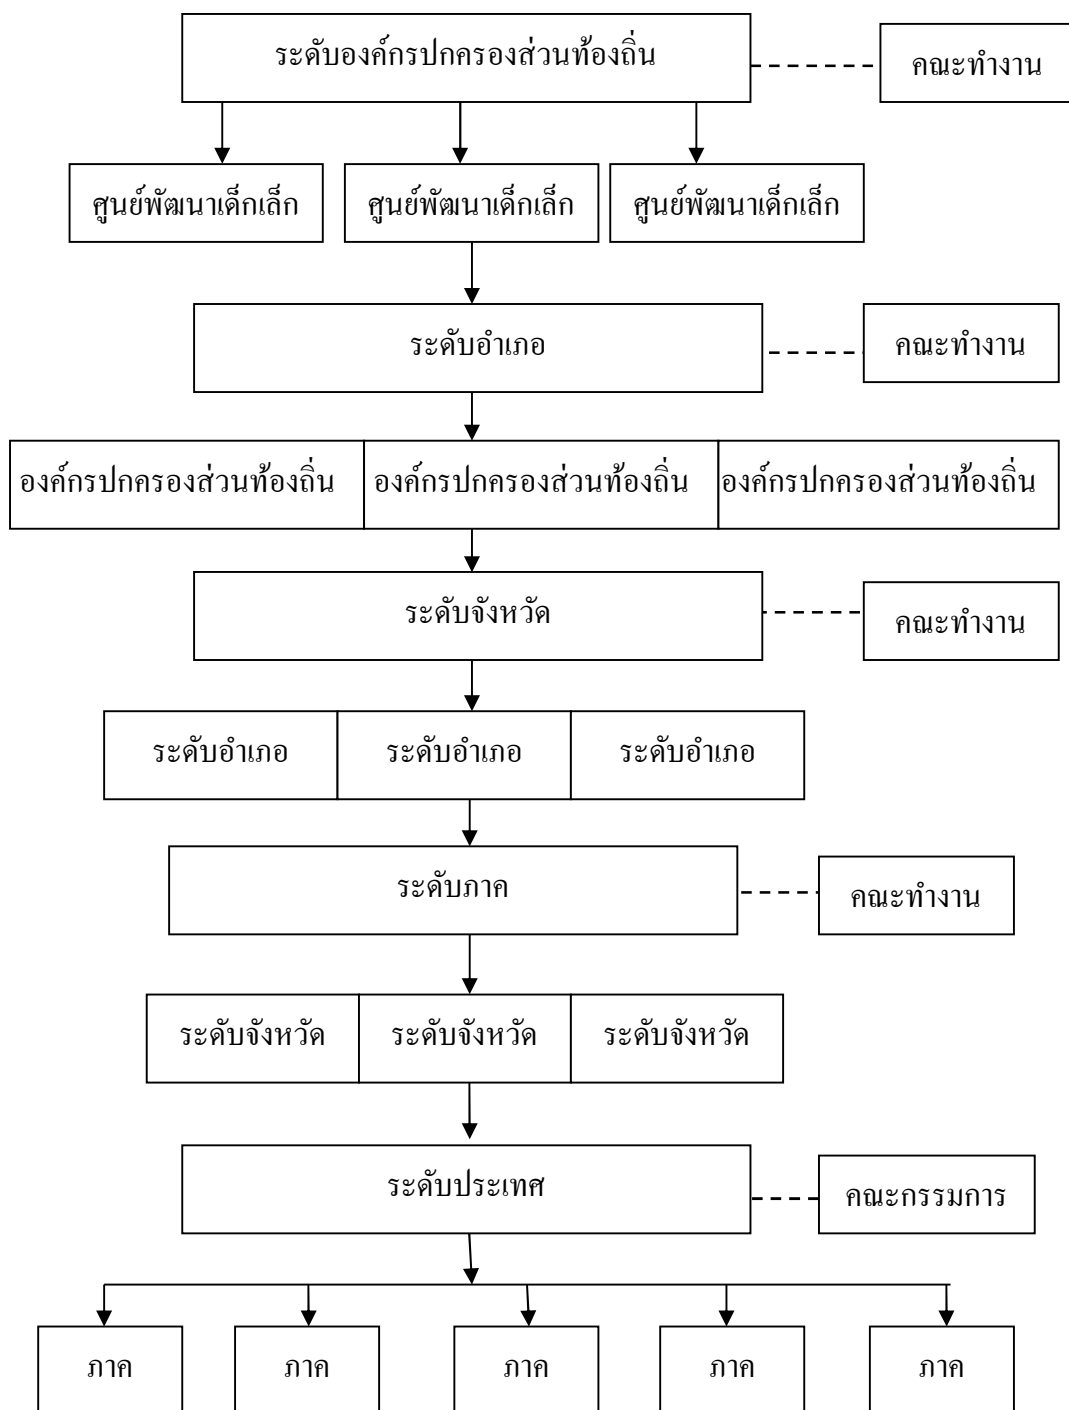 ระดับองค์กรปกครองส่วนท้องถิ่น
คณะทำงาน
ศูนย์พัฒนาเด็กเล็ก ศูนย์พัฒนาเด็กเล็ก ศูนย์พัฒนาเด็กเล็ก
ระดับอำเภอ
คณะทำงาน
องค์กรปกครองส่วนท้องถิ่น องค์กรปกครองส่วนท้องถิ่น องค์กรปกครองส่วนท้องถิ่น
ระดับจังหวัด
คณะทำงาน
ระดับอำเภอ ระดับอำเภอ ระดับอำเภอ
ระดับภาค
คณะทำงาน
ระดับจังหวัด ระดับจังหวัด ระดับจังหวัด
ระดับประเทศ
คณะกรรมการ
ภาค ภาค ภาค ภาค ภาค